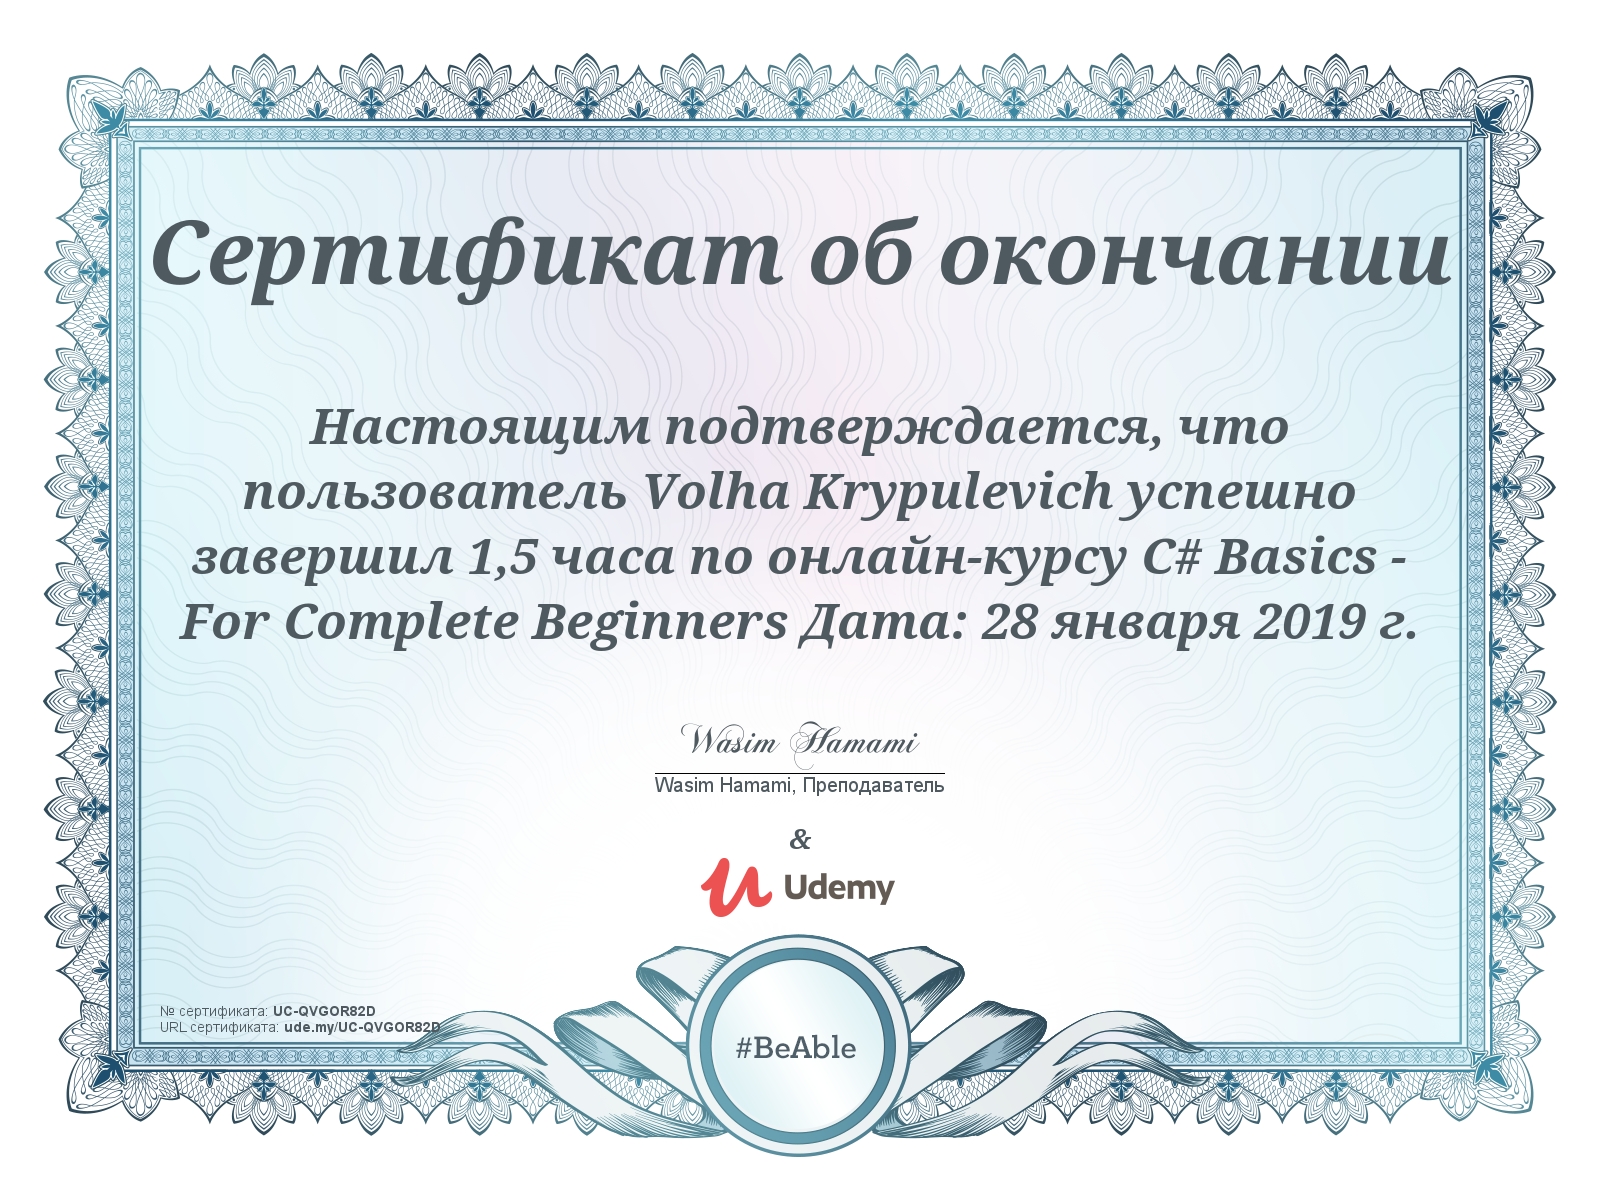 Сертификат об окончании
Настоящим подтверждается, что
пользователь Volha Krypulevich успешно
завершил 1,5 часа по онлайн-курсу C# Basics -
For Complete Beginners Дата: 28 января 2019 г.
Wasim Hamami
Wasim Hamami, Преподаватель
&
Udemy
№ сертификата: UC-QVGOR82D
URL сертификата: ude.my/UC-QVGOR82D
#BeAble